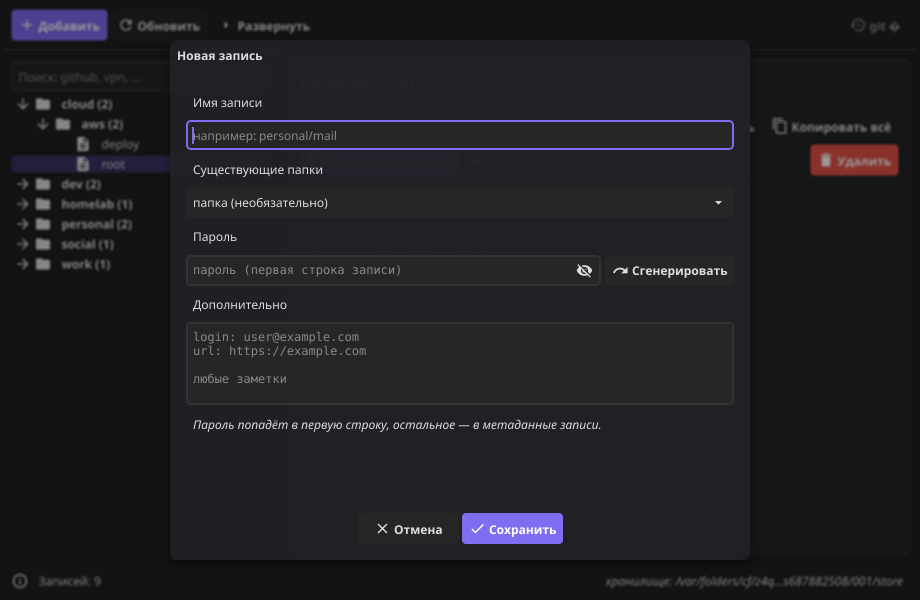 Добавить
Обновить
Развернуть
git
Новая запись
Поиск: github, vpn, ...
Имя записи
например: personal/mail
cloud (2)
aws (2)
deploy
root
dev (2)
homelab (1)
personal (2)
social (1)
work (1)
Копировать всё
Удалить
Существующие папки
папка (необязательно)
Пароль
пароль (первая строка записи)
Сгенерировать
Дополнительно
login: user@example.com
url: https://example.com
любые заметки
Пароль попадёт в первую строку, остальное — в метаданные записи.
Отмена
Сохранить
Записей: 9
хранилище: /var/folders/cf/z4q...s687882508/001/store